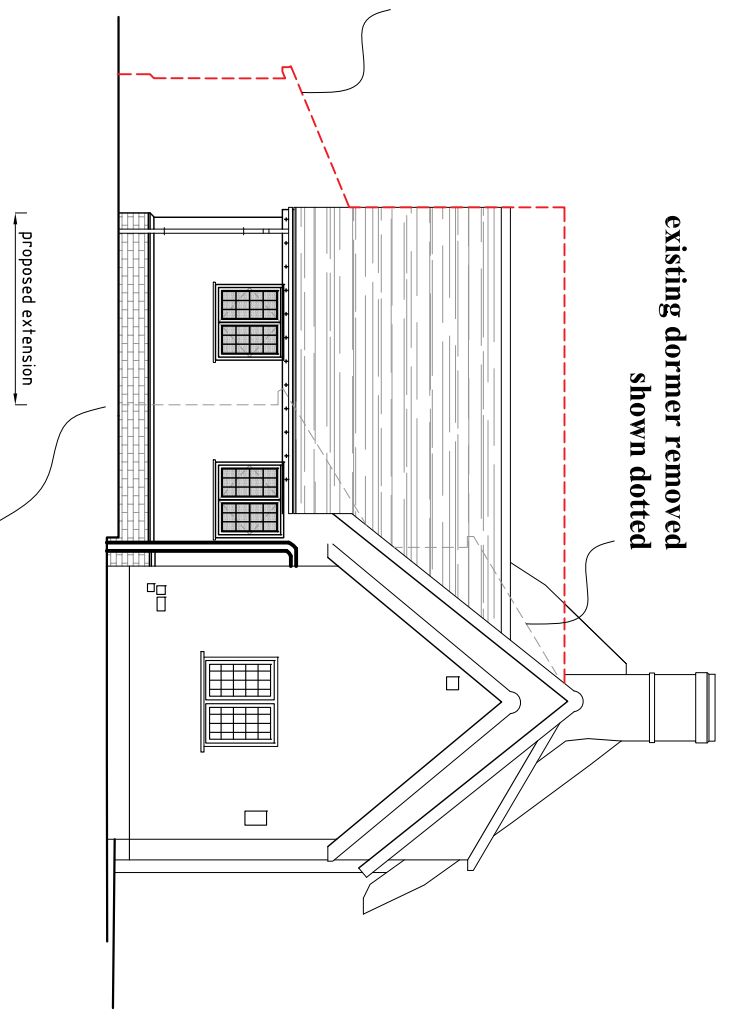 existing dormer removed
shown dotted
proposed extension